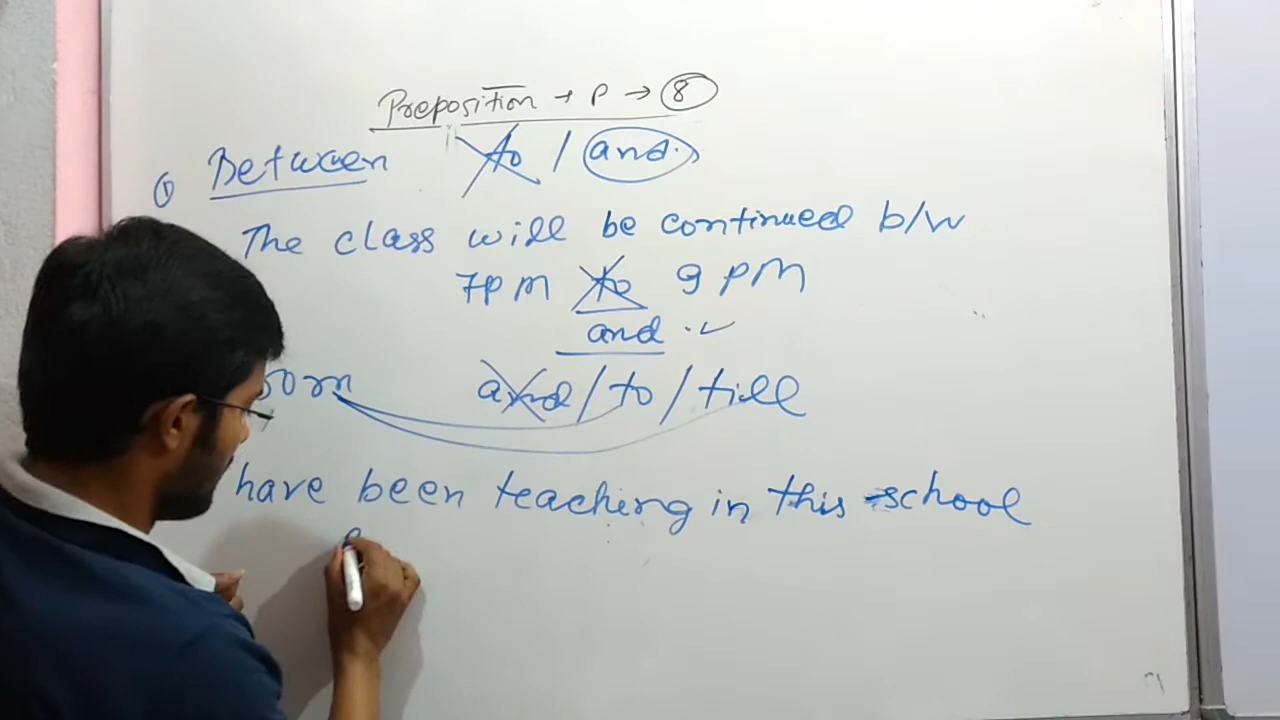 Preposition + P → 8
① Between to / and.
The class will be continued b/w
7pm to 9 pm
and ✓
and / to / till
have been teaching in this school